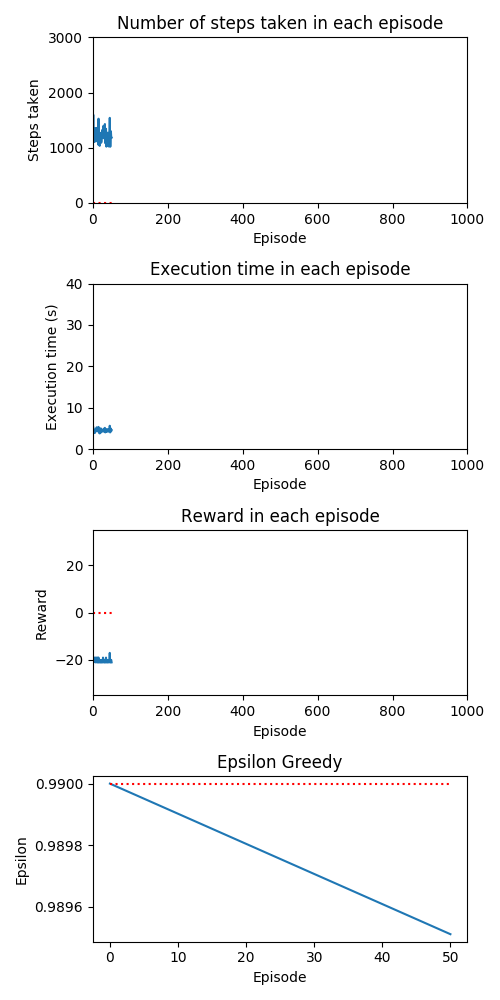 Number of steps taken in each episode
3000
2000
1000
0
Steps taken
0 200 400 600 800 1000
Episode
Execution time in each episode
40
30
20
10
0
Execution time (s)
0 200 400 600 800 1000
Episode
Reward in each episode
20
0
−20
Reward
0 200 400 600 800 1000
Episode
Epsilon Greedy
0.9900
0.9898
0.9896
Epsilon
0 10 20 30 40 50
Episode